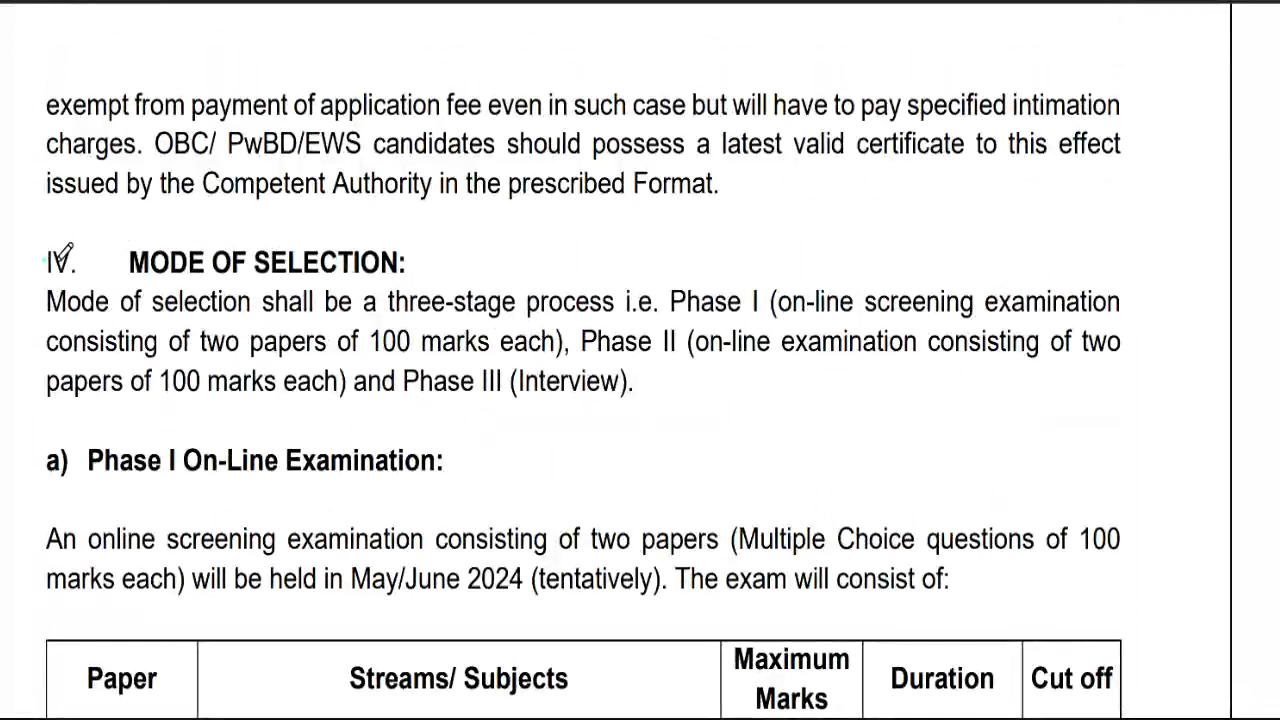 exempt from payment of application fee even in such case but will have to pay specified intimation
charges. OBC/ PwBD/EWS candidates should possess a latest valid certificate to this effect
issued by the Competent Authority in the prescribed Format.
IV. MODE OF SELECTION:
Mode of selection shall be a three-stage process i.e. Phase I (on-line screening examination
consisting of two papers of 100 marks each), Phase II (on-line examination consisting of two
papers of 100 marks each) and Phase III (Interview).
a) Phase I On-Line Examination:
An online screening examination consisting of two papers (Multiple Choice questions of 100
marks each) will be held in May/June 2024 (tentatively). The exam will consist of:
Paper Streams/ Subjects Maximum Marks Duration Cut off